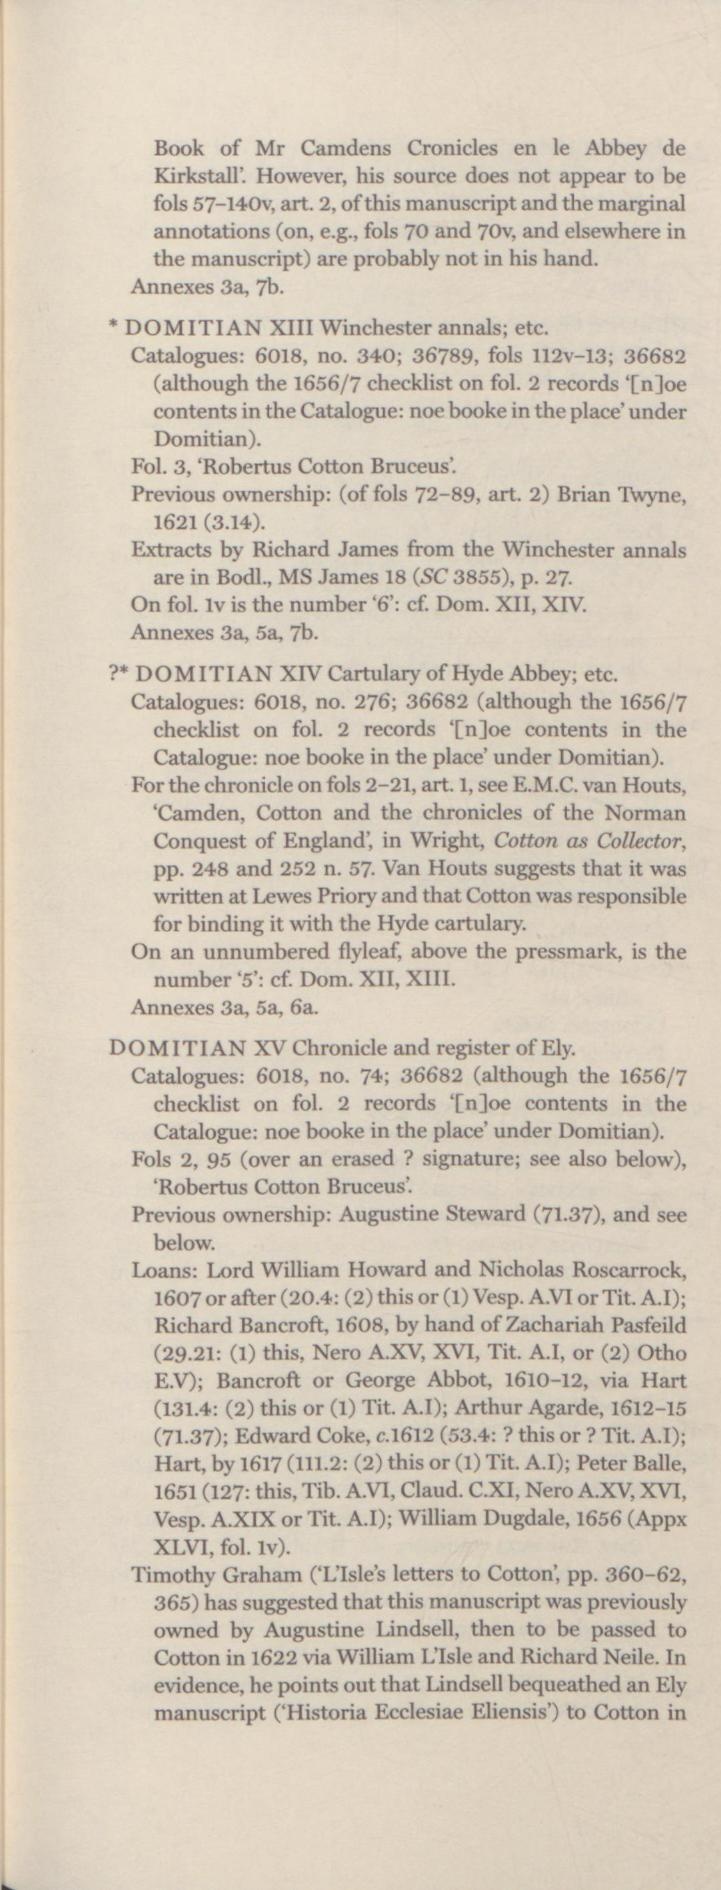 Book of Mr Camdens Cronicles en le Abbey de
Kirkstall’. However, his source does not appear to be
fols 57–140v, art. 2, of this manuscript and the marginal
annotations (on, e.g., fols 70 and 70v, and elsewhere in
the manuscript) are probably not in his hand.
Annexes 3a, 7b.
* DOMITIAN XIII Winchester annals; etc.
Catalogues: 6018, no. 340; 36789, fols 112v–13; 36682
(although the 1656/7 checklist on fol. 2 records ‘[n]oe
contents in the Catalogue: noe booke in the place’ under
Domitian).
Fol. 3, ‘Robertus Cotton Bruceus’.
Previous ownership: (of fols 72–89, art. 2) Brian Twyne,
1621 (3.14).
Extracts by Richard James from the Winchester annals
are in Bodl., MS James 18 (SC 3855), p. 27.
On fol. 1v is the number ‘6’: cf. Dom. XII, XIV.
Annexes 3a, 5a, 7b.
?* DOMITIAN XIV Cartulary of Hyde Abbey; etc.
Catalogues: 6018, no. 276; 36682 (although the 1656/7
checklist on fol. 2 records ‘[n]oe contents in the
Catalogue: noe booke in the place’ under Domitian).
For the chronicle on fols 2–21, art. 1, see E.M.C. van Houts,
‘Camden, Cotton and the chronicles of the Norman
Conquest of England’, in Wright, Cotton as Collector,
pp. 248 and 252 n. 57. Van Houts suggests that it was
written at Lewes Priory and that Cotton was responsible
for binding it with the Hyde cartulary.
On an unnumbered flyleaf, above the pressmark, is the
number ‘5’: cf. Dom. XII, XIII.
Annexes 3a, 5a, 6a.
DOMITIAN XV Chronicle and register of Ely.
Catalogues: 6018, no. 74; 36682 (although the 1656/7
checklist on fol. 2 records ‘[n]oe contents in the
Catalogue: noe booke in the place’ under Domitian).
Fols 2, 95 (over an erased ? signature; see also below),
‘Robertus Cotton Bruceus’.
Previous ownership: Augustine Steward (71.37), and see
below.
Loans: Lord William Howard and Nicholas Roscarrock,
1607 or after (20.4: (2) this or (1) Vesp. A.VI or Tit. A.I);
Richard Bancroft, 1608, by hand of Zachariah Pasfeild
(29.21: (1) this, Nero A.XV, XVI, Tit. A.I, or (2) Otho
E.V); Bancroft or George Abbot, 1610–12, via Hart
(131.4: (2) this or (1) Tit. A.I); Arthur Agarde, 1612–15
(71.37); Edward Coke, c.1612 (53.4: ? this or ? Tit. A.I);
Hart, by 1617 (111.2: (2) this or (1) Tit. A.I); Peter Balle,
1651 (127: this, Tib. A.VI, Claud. C.XI, Nero A.XV, XVI,
Vesp. A.XIX or Tit. A.I); William Dugdale, 1656 (Appx
XLVI, fol. 1v).
Timothy Graham (‘L’Isle’s letters to Cotton’, pp. 360–62,
365) has suggested that this manuscript was previously
owned by Augustine Lindsell, then to be passed to
Cotton in 1622 via William L’Isle and Richard Neile. In
evidence, he points out that Lindsell bequeathed an Ely
manuscript (‘Historia Ecclesiae Eliensis’) to Cotton in